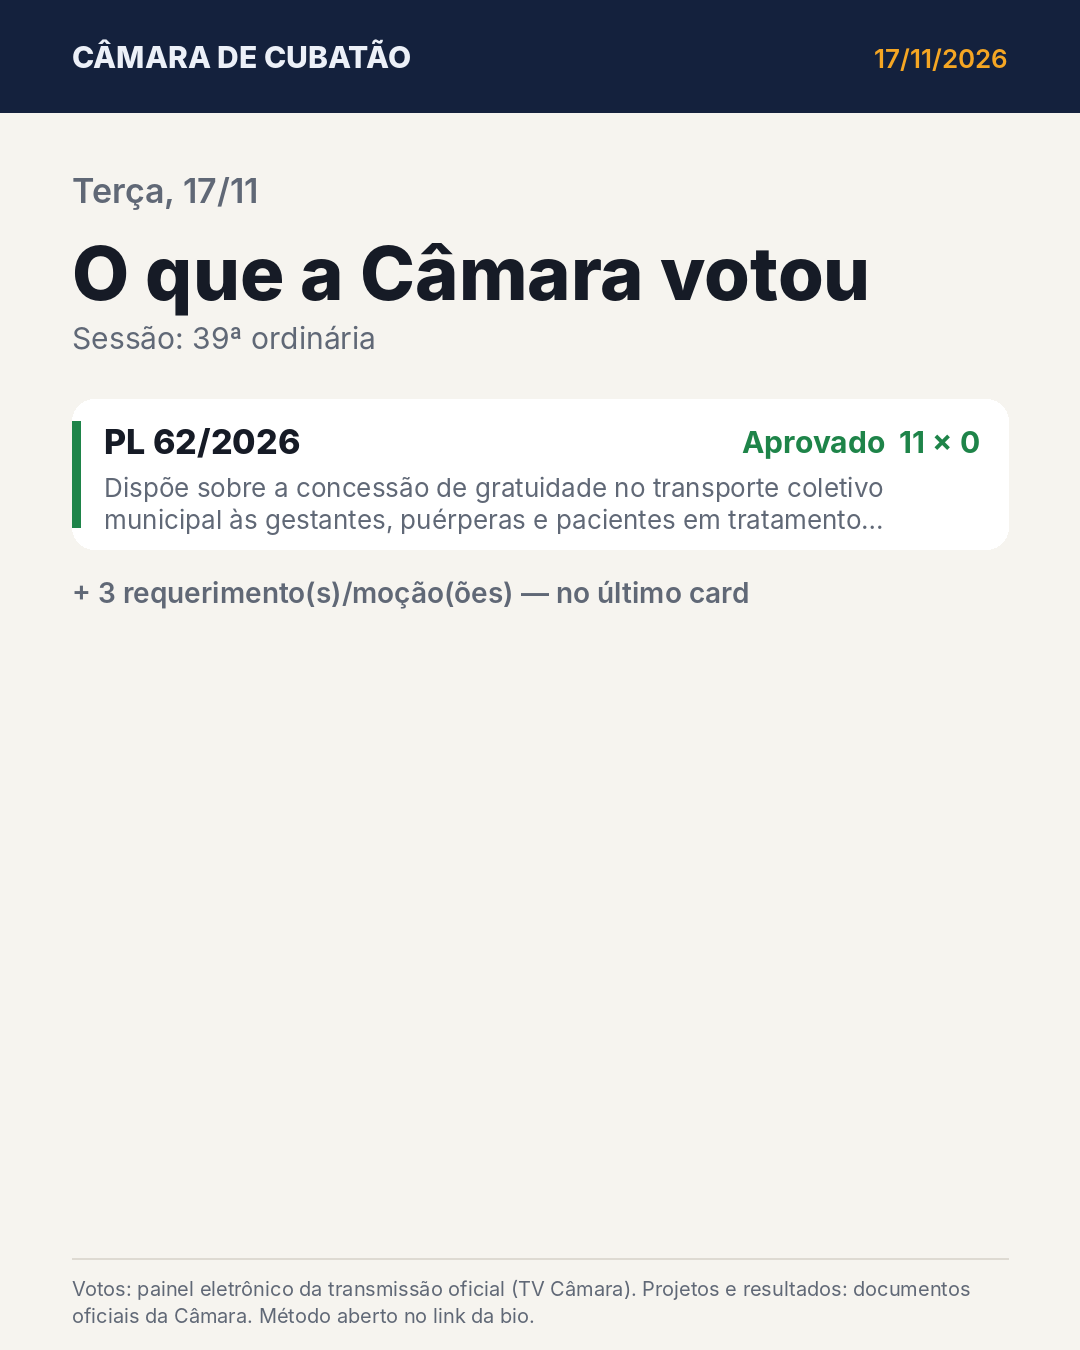 CÂMARA DE CUBATÃO
17/11/2026
Terça, 17/11
O que a Câmara votou
Sessão: 39ª ordinária
PL 62/2026
Aprovado 11 × 0
Dispõe sobre a concessão de gratuidade no transporte coletivo
municipal às gestantes, puérperas e pacientes em tratamento…
+ 3 requerimento(s)/moção(ões) — no último card
Votos: painel eletrônico da transmissão oficial (TV Câmara). Projetos e resultados: documentos
oficiais da Câmara. Método aberto no link da bio.